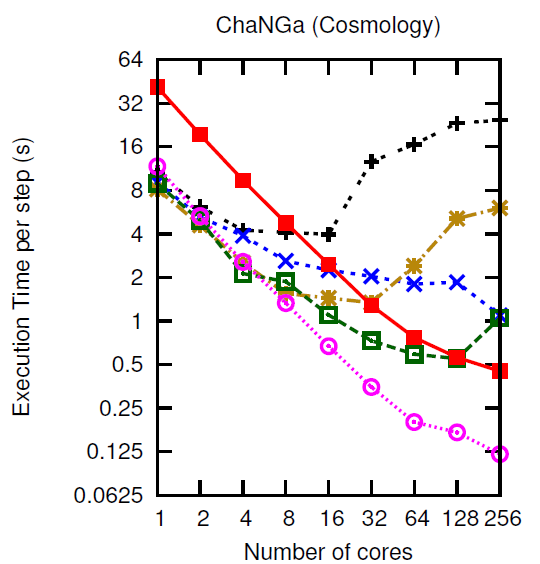 ChaNGa (Cosmology)
Execution Time per step (s)
64
32
16
8
4
2
1
0.5
0.25
0.125
0.0625
1 2 4 8 16 32 64 128 256
Number of cores